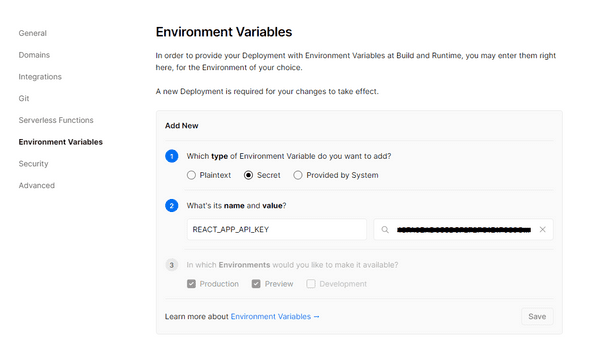 General
Domains
Integrations
Git
Serverless Functions
Environment Variables
Security
Advanced
Environment Variables
In order to provide your Deployment with Environment Variables at Build and Runtime, you may enter them right
here, for the Environment of your choice.
A new Deployment is required for your changes to take effect.
Add New
1 Which type of Environment Variable do you want to add?
Plaintext Secret Provided by System
2 What's its name and value?
REACT_APP_API_KEY
3 In which Environments would you like to make it available?
Production Preview Development
Learn more about Environment Variables → Save